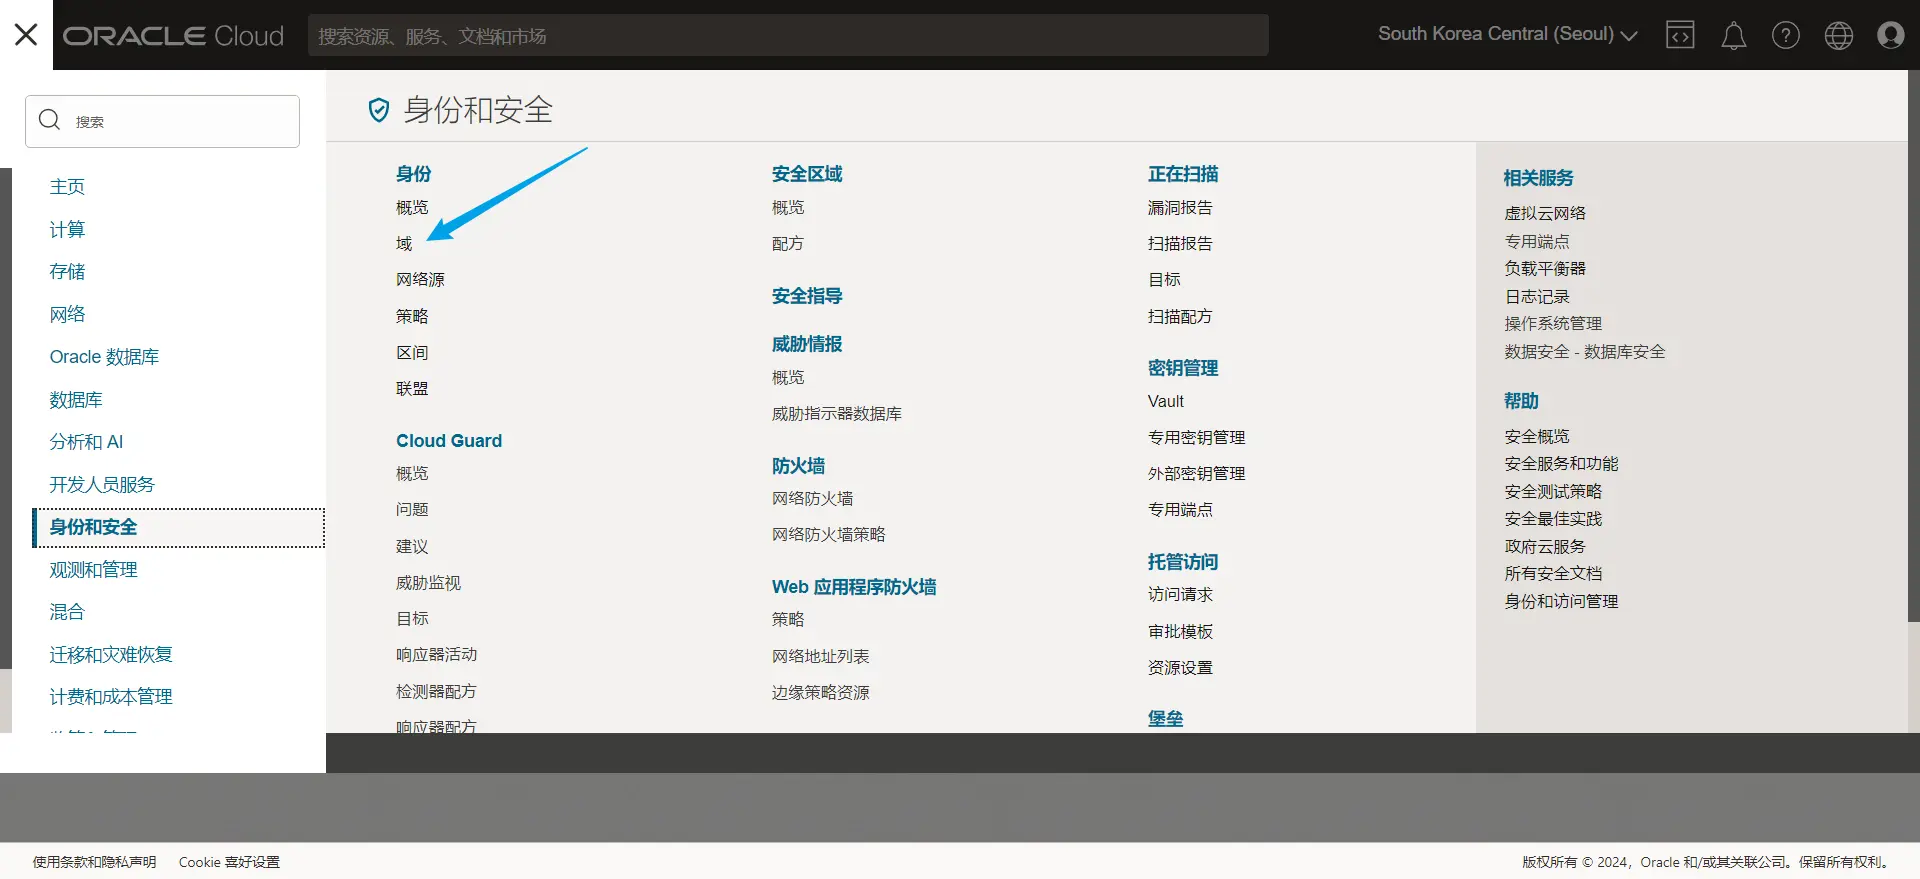 ORACLE Cloud
搜索资源、服务、文档和市场
South Korea Central (Seoul)
搜索
主页
计算
存储
网络
Oracle 数据库
数据库
分析和 AI
开发人员服务
身份和安全
观测和管理
混合
迁移和灾难恢复
计费和成本管理
身份和安全
身份
概览
域
网络源
策略
区间
联盟
Cloud Guard
概览
问题
建议
威胁监视
目标
响应器活动
检测器配方
响应器配方
安全区域
概览
配方
安全指导
威胁情报
概览
威胁指示器数据库
防火墙
网络防火墙
网络防火墙策略
Web 应用程序防火墙
策略
网络地址列表
边缘策略资源
正在扫描
漏洞报告
扫描报告
目标
扫描配方
密钥管理
Vault
专用密钥管理
外部密钥管理
专用端点
托管访问
访问请求
审批模板
资源设置
堡垒
相关服务
虚拟云网络
专用端点
负载平衡器
日志记录
操作系统管理
数据安全 - 数据库安全
帮助
安全概览
安全服务和功能
安全测试策略
安全最佳实践
政府云服务
所有安全文档
身份和访问管理
使用条款和隐私声明
Cookie 喜好设置
版权所有 © 2024，Oracle 和/或其关联公司。保留所有权利。